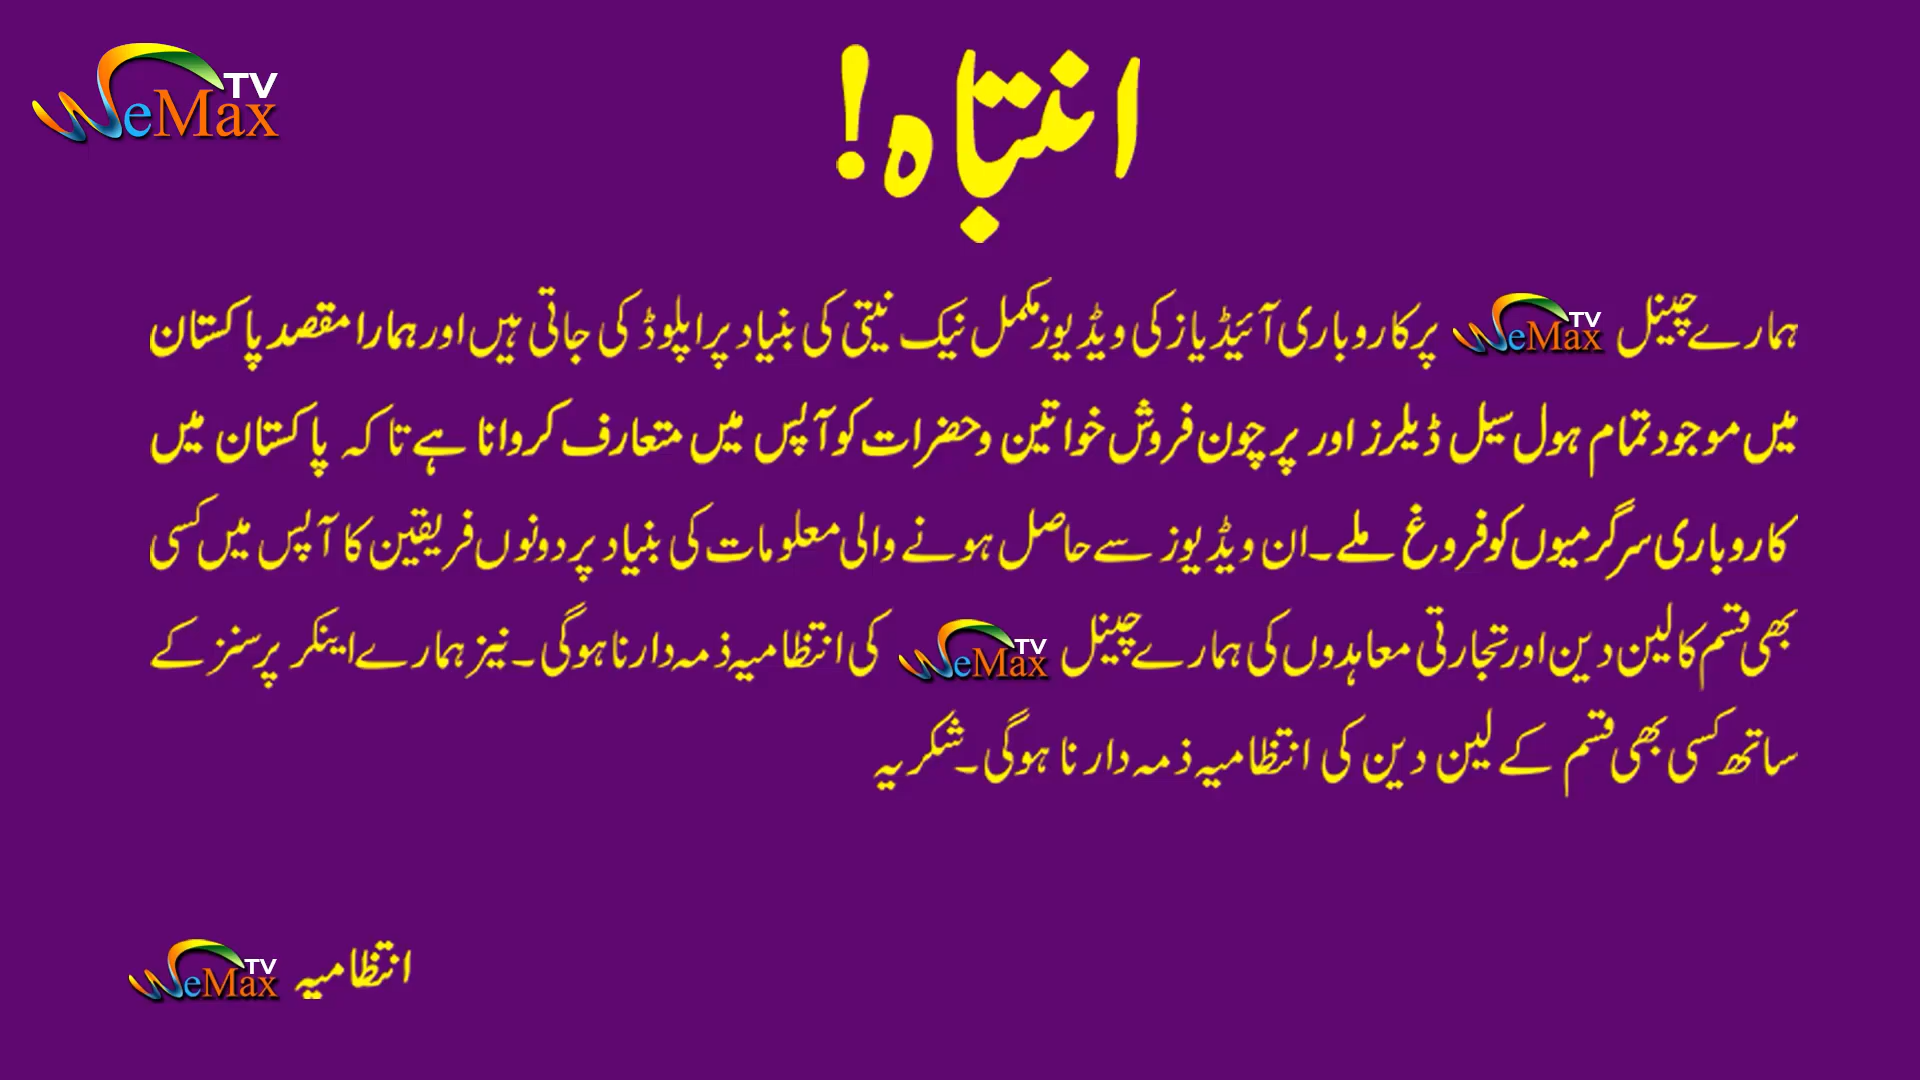 WeMax TV
انتباہ!
ہمارے چینل WeMax TV پر کاروباری آئیڈیاز کی ویڈیوز مکمل نیک نیتی کی بنیاد پر اپلوڈ کی جاتی ہیں اور ہمارا مقصد پاکستان
میں موجود تمام ہول سیل ڈیلرز اور پرچون فروش خواتین و حضرات کو آپس میں متعارف کروانا ہے تاکہ پاکستان میں
کاروباری سرگرمیوں کو فروغ ملے۔ ان ویڈیوز سے حاصل ہونے والی معلومات کی بنیاد پر دونوں فریقین کا آپس میں کسی
بھی قسم کا لین دین اور تجارتی معاہدوں کی ہمارے چینل WeMax TV کی انتظامیہ ذمہ دار نا ہوگی۔ نیز ہمارے اینکر پرسنز کے
ساتھ کسی بھی قسم کے لین دین کی انتظامیہ ذمہ دار نا ہوگی۔ شکریہ
انتظامیہ WeMax TV